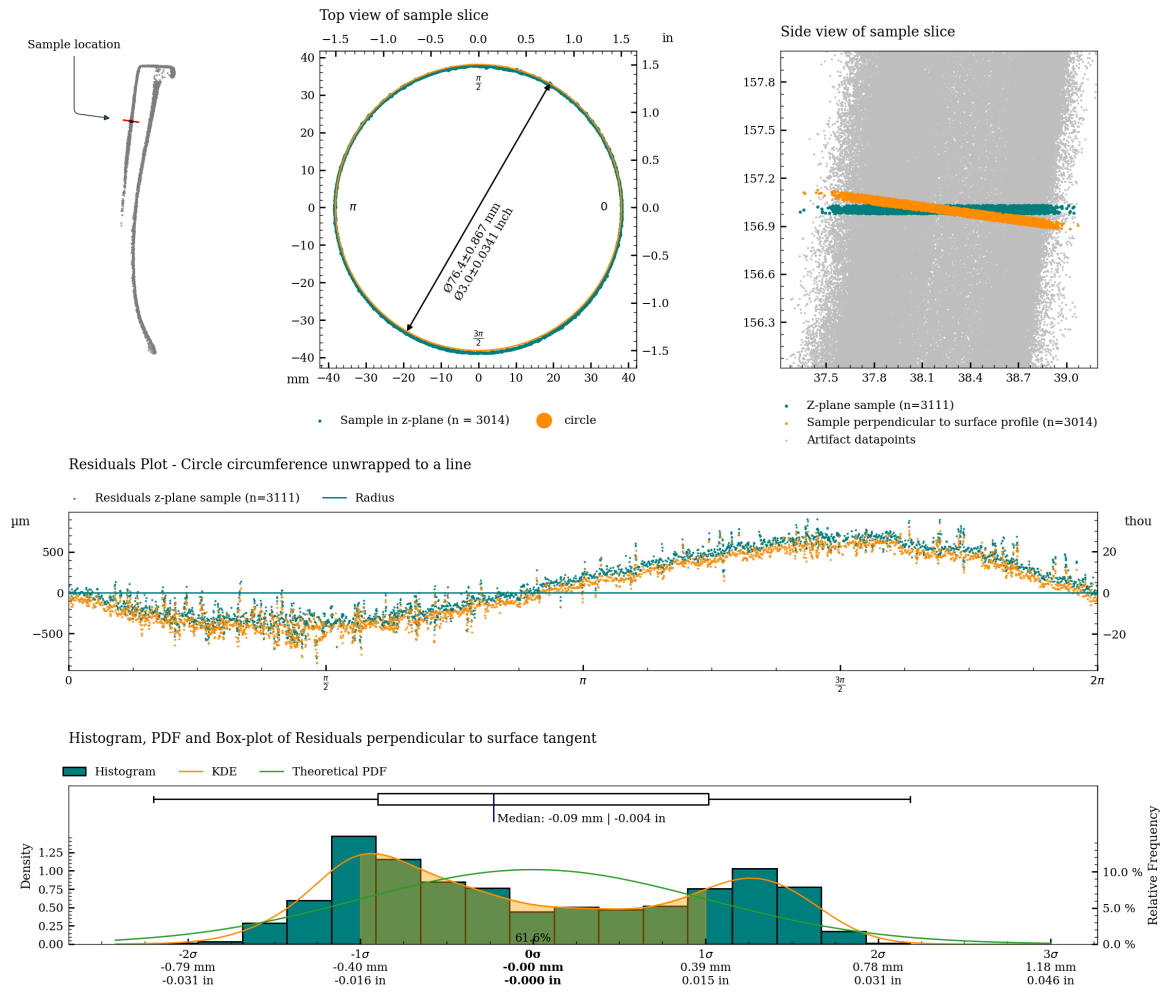 Sample location
Top view of sample slice
−1.5 −1.0 −0.5 0.0 0.5 1.0 1.5 in
40 30 20 10 0 −10 −20 −30 −40
mm
−40 −30 −20 −10 0 10 20 30 40
1.5 1.0 0.5 0.0 −0.5 −1.0 −1.5
π/2
π
0
3π/2
Ø76.4±0.867 mm
Ø3.0±0.0341 inch
Sample in z-plane (n = 3014)
circle
Side view of sample slice
157.8
157.5
157.2
156.9
156.6
156.3
37.5 37.8 38.1 38.4 38.7 39.0
Z-plane sample (n=3111)
Sample perpendicular to surface profile (n=3014)
Artifact datapoints
Residuals Plot - Circle circumference unwrapped to a line
Residuals z-plane sample (n=3111)
Radius
µm
thou
500
0
−500
20
0
−20
0 π/2 π 3π/2 2π
Histogram, PDF and Box-plot of Residuals perpendicular to surface tangent
Histogram
KDE
Theoretical PDF
Median: -0.09 mm | -0.004 in
Density
1.25
1.00
0.75
0.50
0.25
0.00
Relative Frequency
10.0 %
5.0 %
0.0 %
61.6%
-2σ -1σ 0σ 1σ 2σ 3σ
-0.79 mm -0.40 mm -0.00 mm 0.39 mm 0.78 mm 1.18 mm
-0.031 in -0.016 in -0.000 in 0.015 in 0.031 in 0.046 in